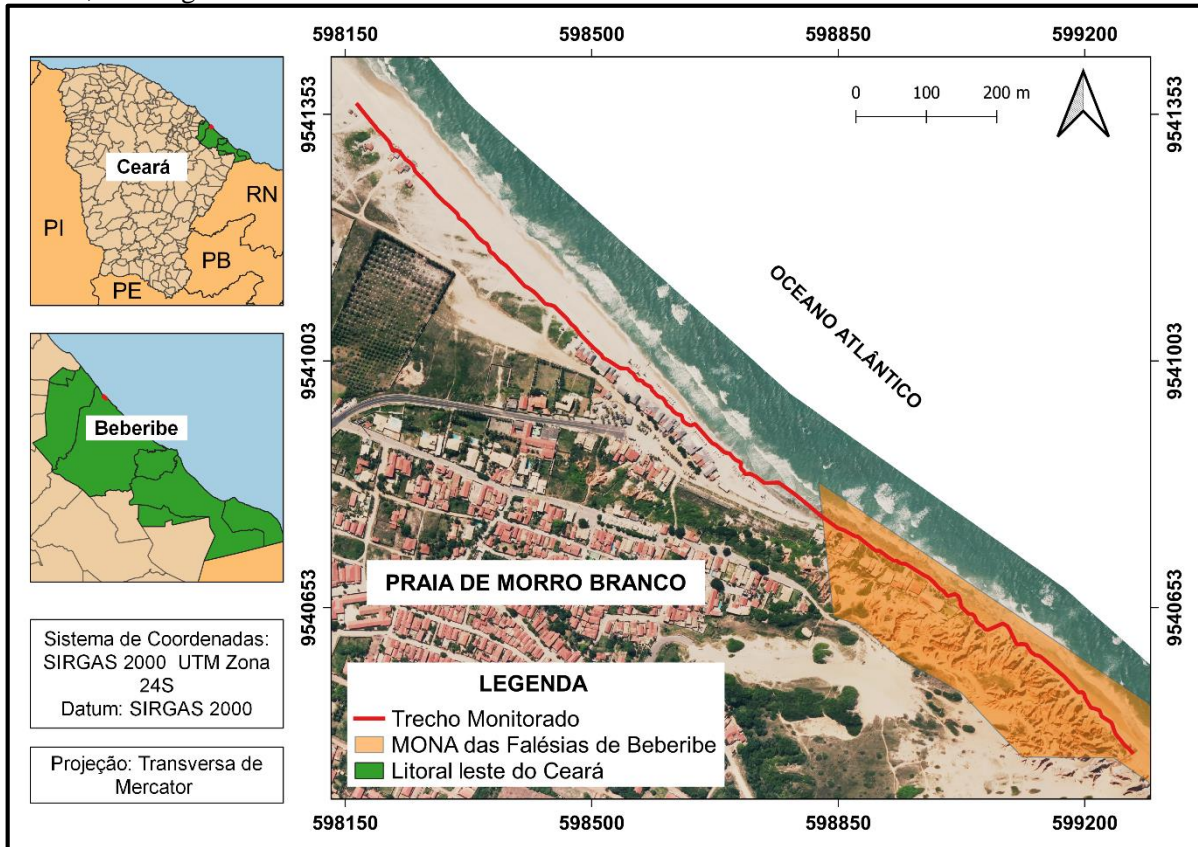 598150 598500 598850 599200
0 100 200 m
9541353
9541003
9540653
9541353
9541003
9540653
Ceará
PI
RN
PB
PE
Beberibe
Sistema de Coordenadas:
SIRGAS 2000 UTM Zona
24S
Datum: SIRGAS 2000
Projeção: Transversa de
Mercator
OCEANO ATLÂNTICO
PRAIA DE MORRO BRANCO
LEGENDA
Trecho Monitorado
MONA das Falésias de Beberibe
Litoral leste do Ceará
598150 598500 598850 599200